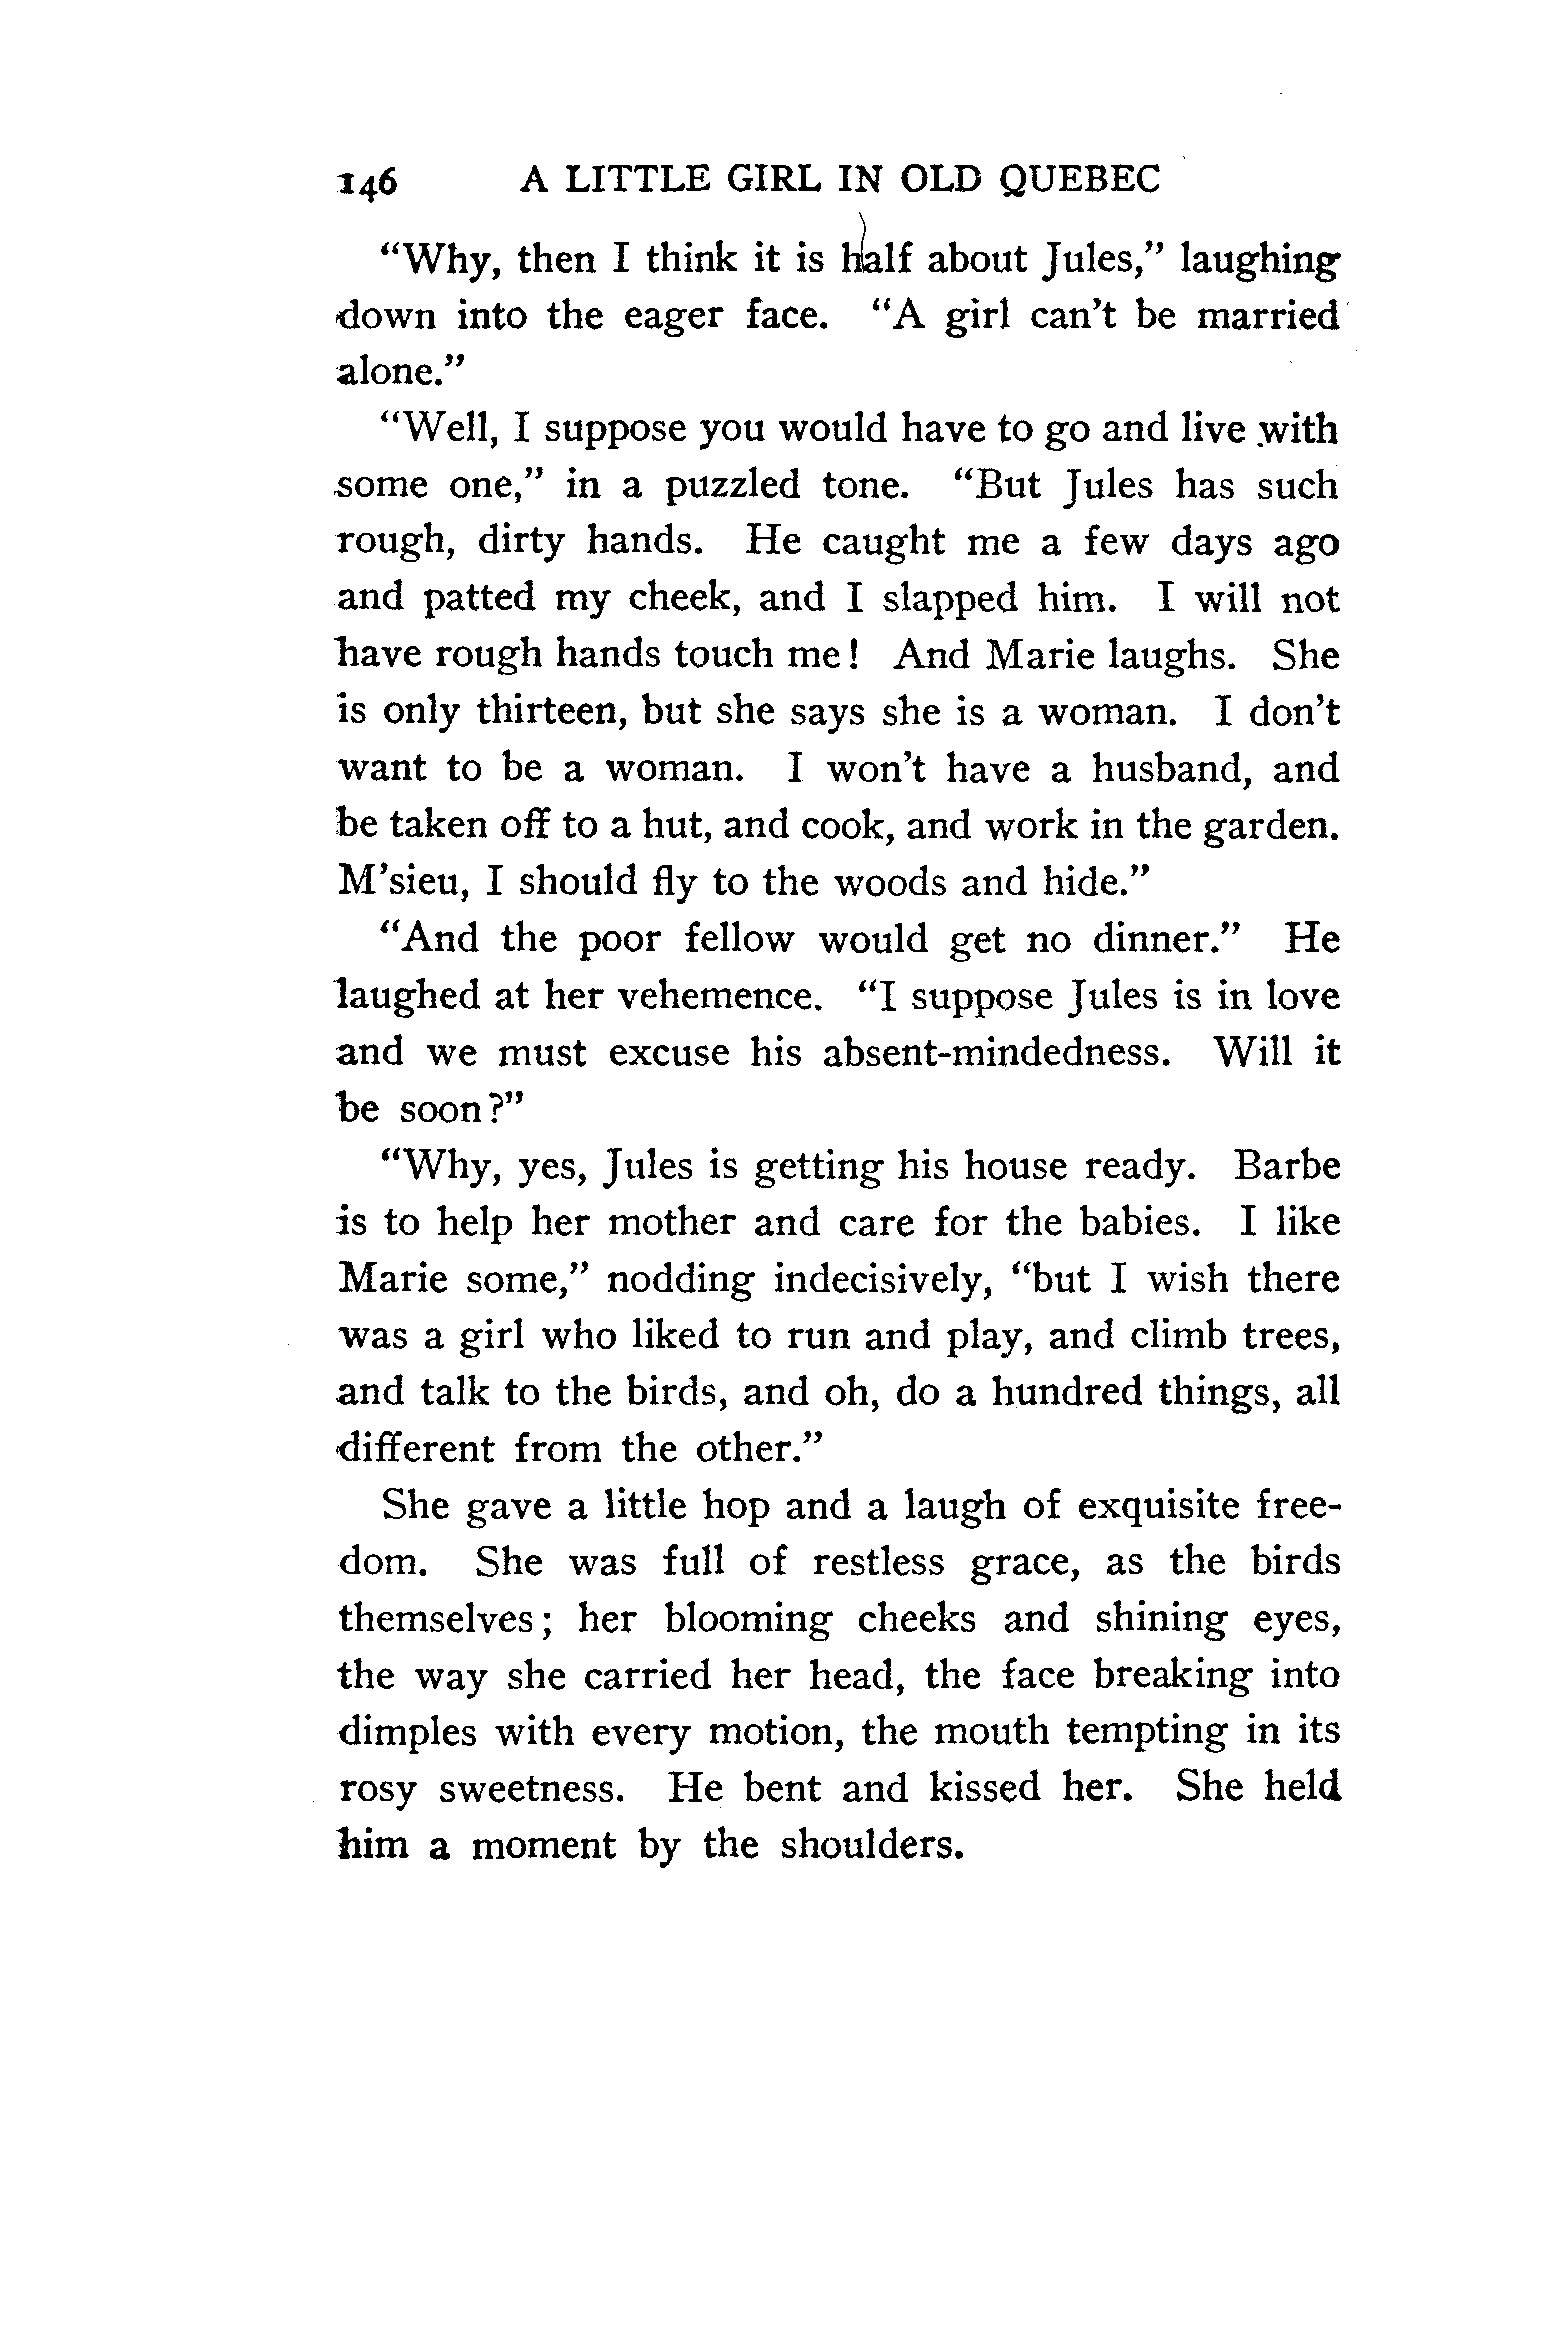 146 A LITTLE GIRL IN OLD QUEBEC
“Why, then I think it is half about Jules,” laughing
down into the eager face. “A girl can’t be married
alone.”
“Well, I suppose you would have to go and live with
some one,” in a puzzled tone. “But Jules has such
rough, dirty hands. He caught me a few days ago
and patted my cheek, and I slapped him. I will not
have rough hands touch me! And Marie laughs. She
is only thirteen, but she says she is a woman. I don’t
want to be a woman. I won’t have a husband, and
be taken off to a hut, and cook, and work in the garden.
M’sieu, I should fly to the woods and hide.”
“And the poor fellow would get no dinner.” He
laughed at her vehemence. “I suppose Jules is in love
and we must excuse his absent-mindedness. Will it
be soon?”
“Why, yes, Jules is getting his house ready. Barbe
is to help her mother and care for the babies. I like
Marie some,” nodding indecisively, “but I wish there
was a girl who liked to run and play, and climb trees,
and talk to the birds, and oh, do a hundred things, all
different from the other.”
She gave a little hop and a laugh of exquisite free-
dom. She was full of restless grace, as the birds
themselves; her blooming cheeks and shining eyes,
the way she carried her head, the face breaking into
dimples with every motion, the mouth tempting in its
rosy sweetness. He bent and kissed her. She held
him a moment by the shoulders.